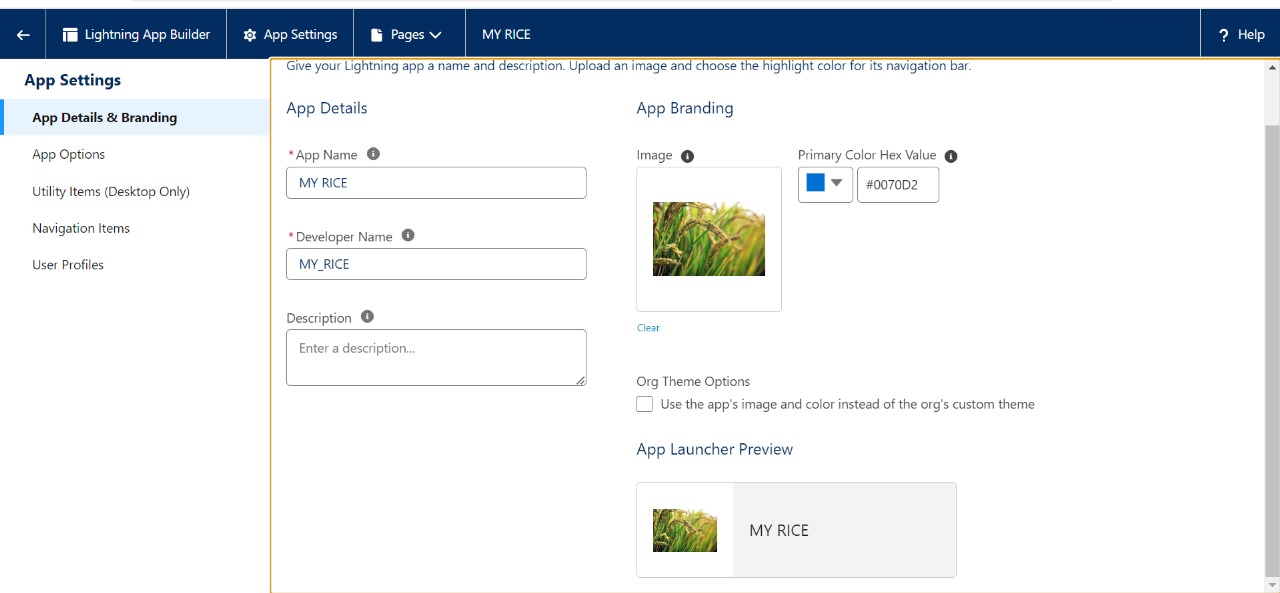 Lightning App Builder
App Settings
Pages
MY RICE
? Help
App Settings
App Details & Branding
App Options
Utility Items (Desktop Only)
Navigation Items
User Profiles
Give your Lightning app a name and description. Upload an image and choose the highlight color for its navigation bar.
App Details
*App Name
MY RICE
*Developer Name
MY_RICE
Description
Enter a description...
App Branding
Image
Clear
Primary Color Hex Value
#0070D2
Org Theme Options
Use the app's image and color instead of the org's custom theme
App Launcher Preview
MY RICE